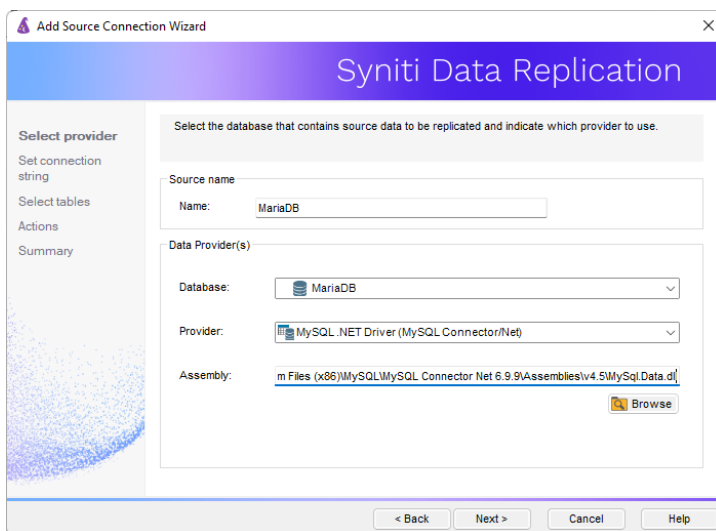 Add Source Connection Wizard
Syniti Data Replication
Select provider
Set connection
string
Select tables
Actions
Summary
Select the database that contains source data to be replicated and indicate which provider to use.
Source name
Name:
MariaDB
Data Provider(s)
Database:
MariaDB
Provider:
MySQL .NET Driver (MySQL Connector/Net)
Assembly:
m Files (x86)\MySQL\MySQL Connector Net 6.9.9\Assemblies\v4.5\MySql.Data.dl
Browse
< Back
Next >
Cancel
Help